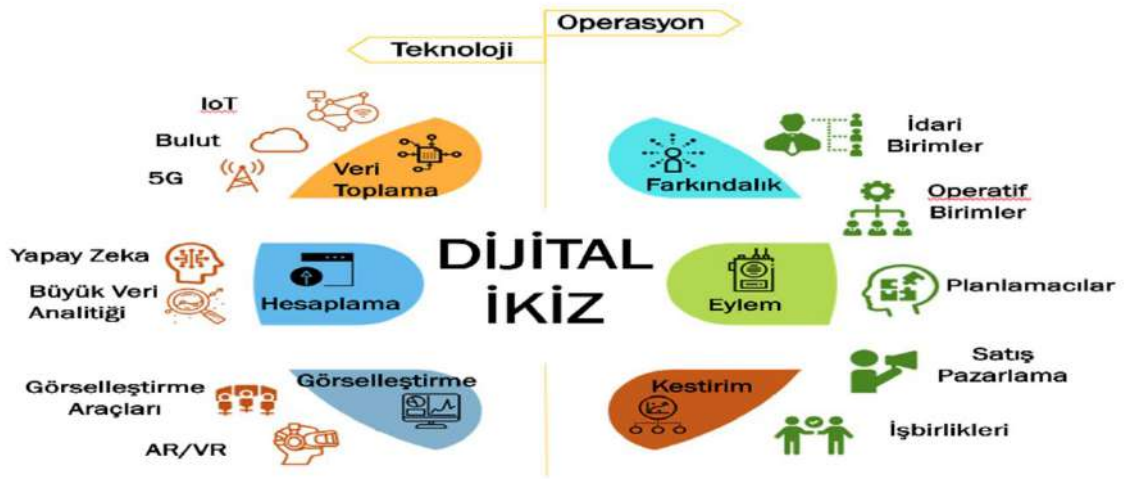 Operasyon
Teknoloji
IoT
Bulut
5G
Veri
Toplama
Yapay Zeka
Büyük Veri
Analitiği
Hesaplama
Görselleştirme
Araçları
AR/VR
Görselleştirme
DİJİTAL
İKİZ
Farkındalık
İdari
Birimler
Operatif
Birimler
Eylem
Planlamacılar
Kestirim
Satış
Pazarlama
İşbirlikleri